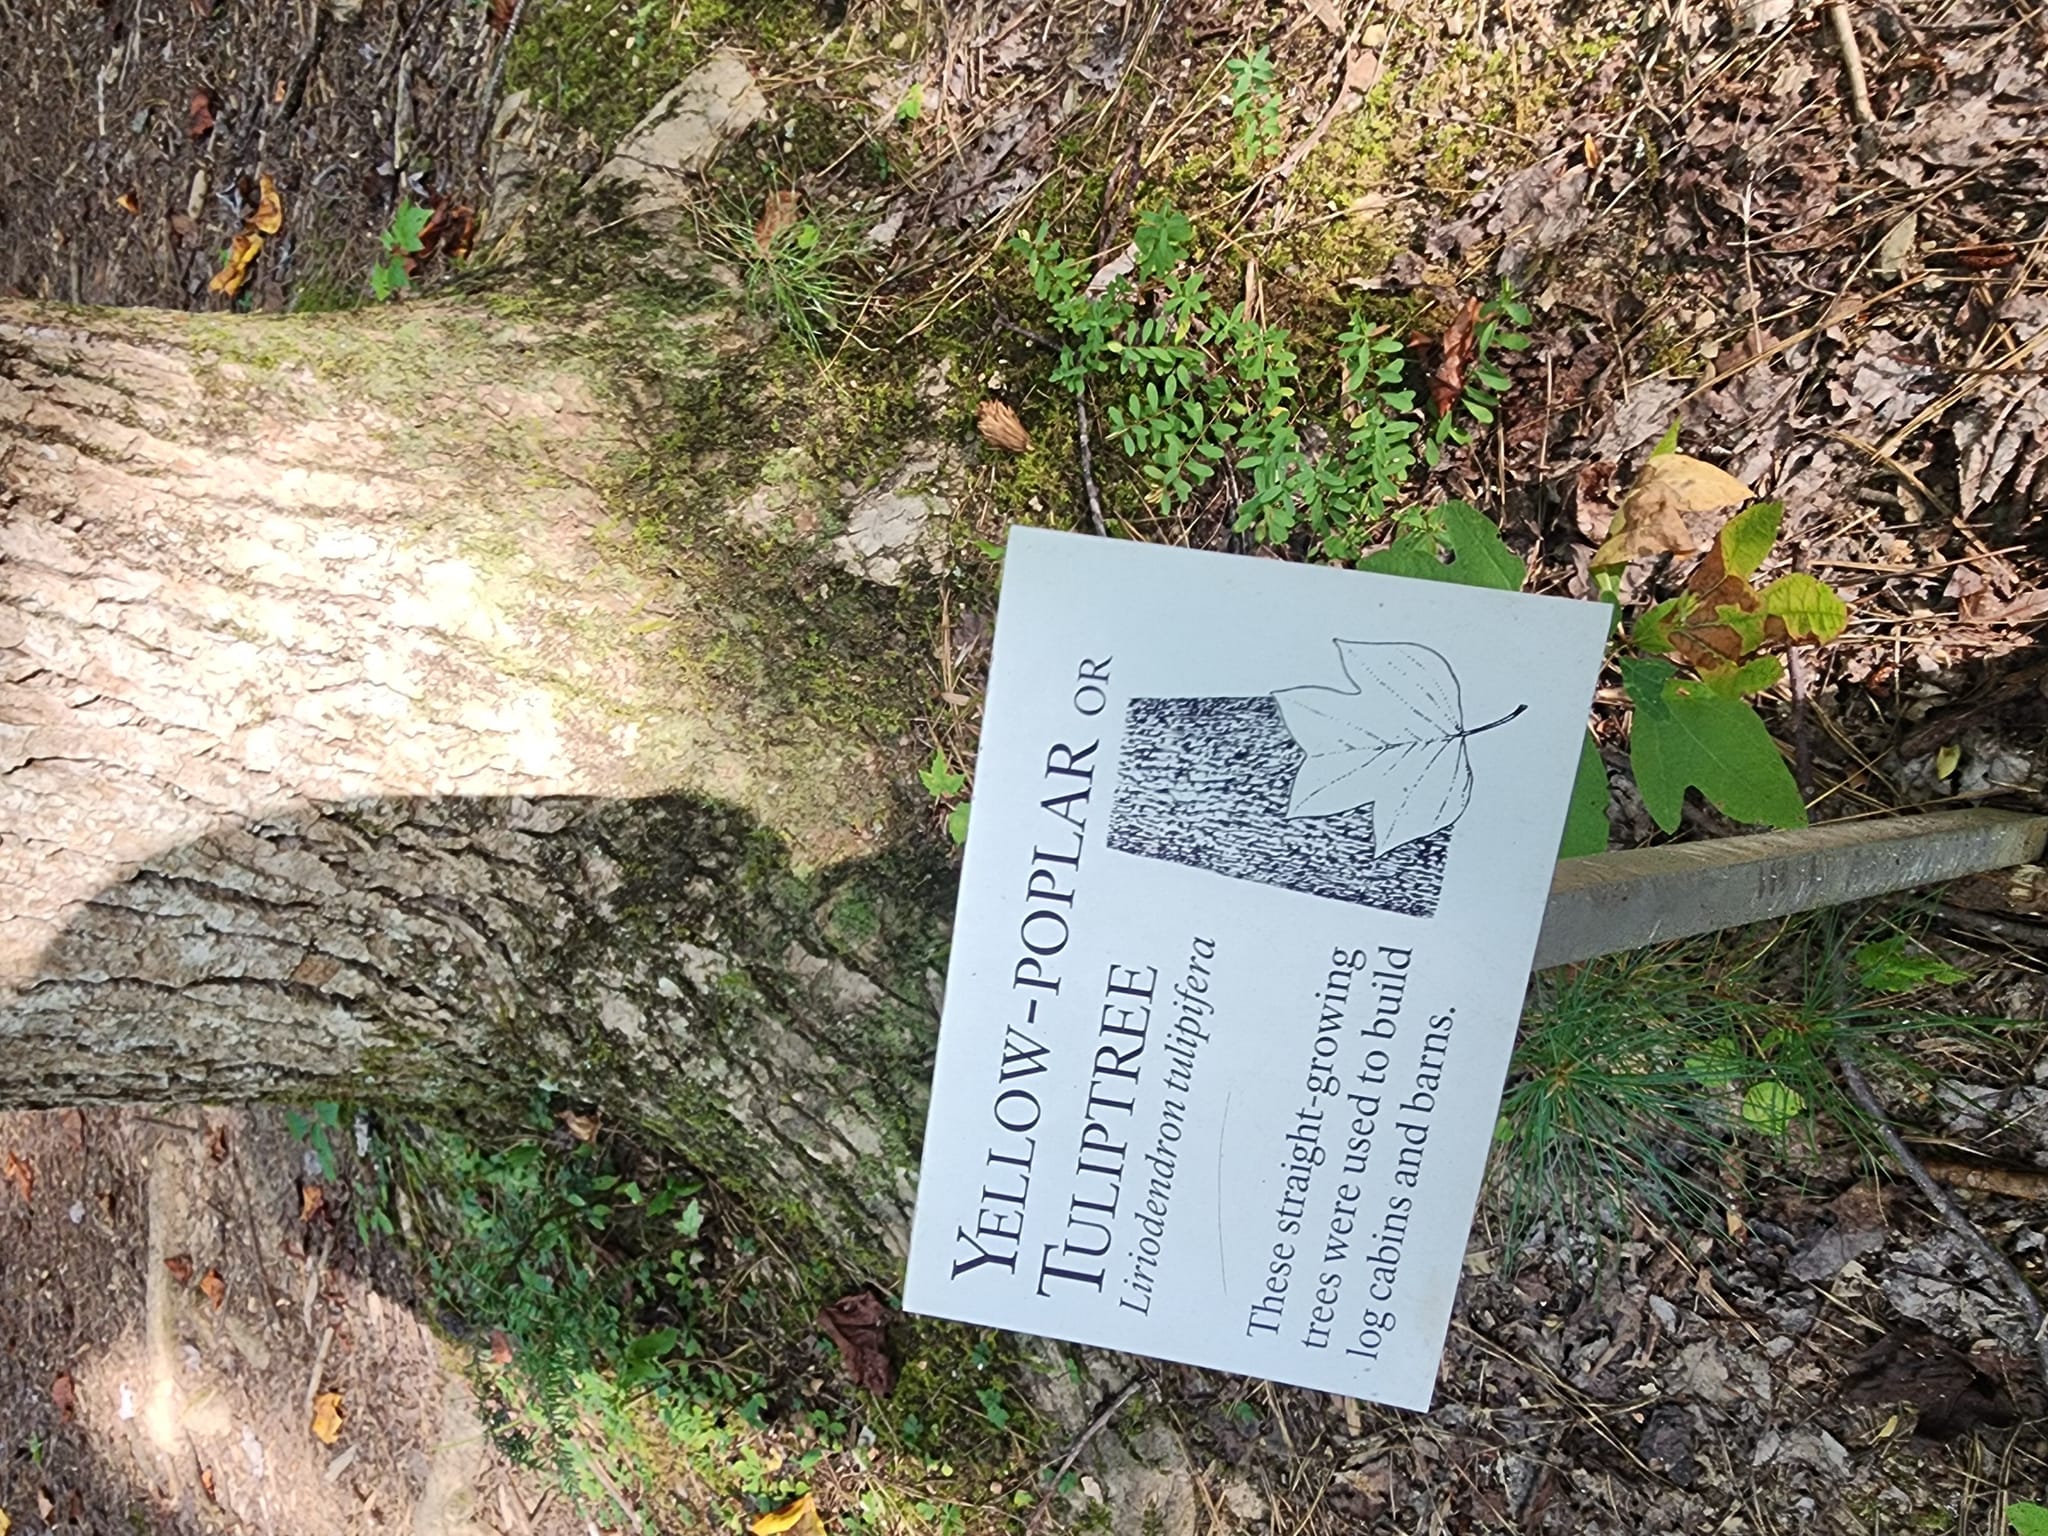 YELLOW-POPLAR OR
TULIPTREE
Liriodendron tulipifera
These straight-growing
trees were used to build
log cabins and barns.